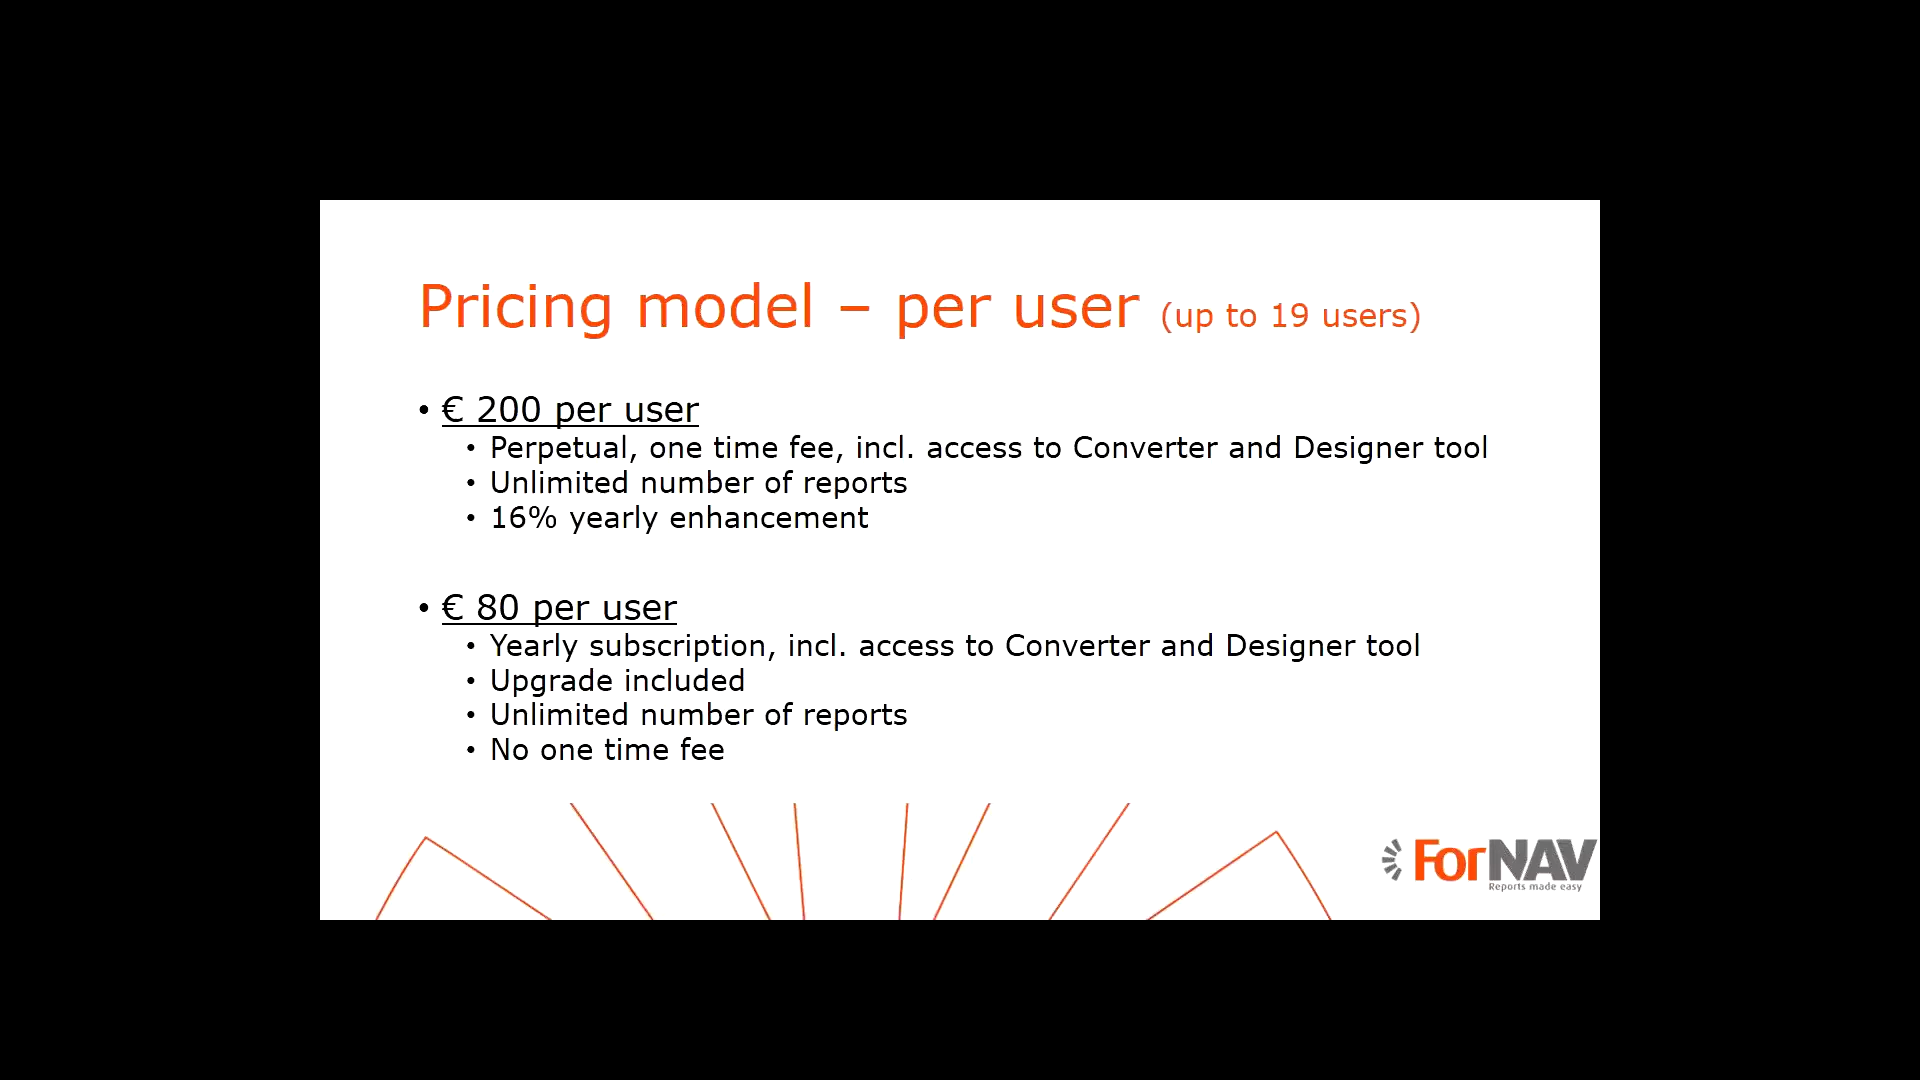 Pricing model – per user (up to 19 users)
• € 200 per user
• Perpetual, one time fee, incl. access to Converter and Designer tool
• Unlimited number of reports
• 16% yearly enhancement
• € 80 per user
• Yearly subscription, incl. access to Converter and Designer tool
• Upgrade included
• Unlimited number of reports
• No one time fee
ForNAV
Reports made easy